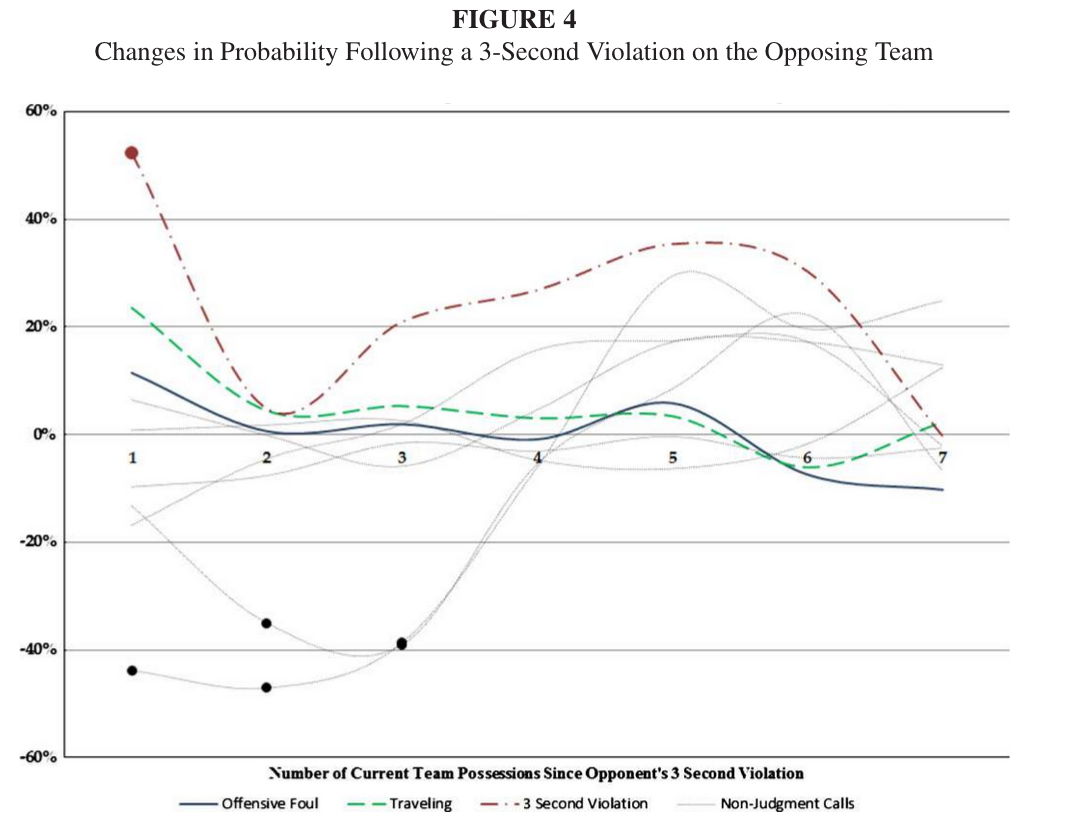 FIGURE 4
Changes in Probability Following a 3-Second Violation on the Opposing Team
60%
40%
20%
0%
1 2 3 4 5 6 7
-20%
-40%
-60%
Number of Current Team Possessions Since Opponent's 3 Second Violation
Offensive Foul Traveling 3 Second Violation Non-Judgment Calls